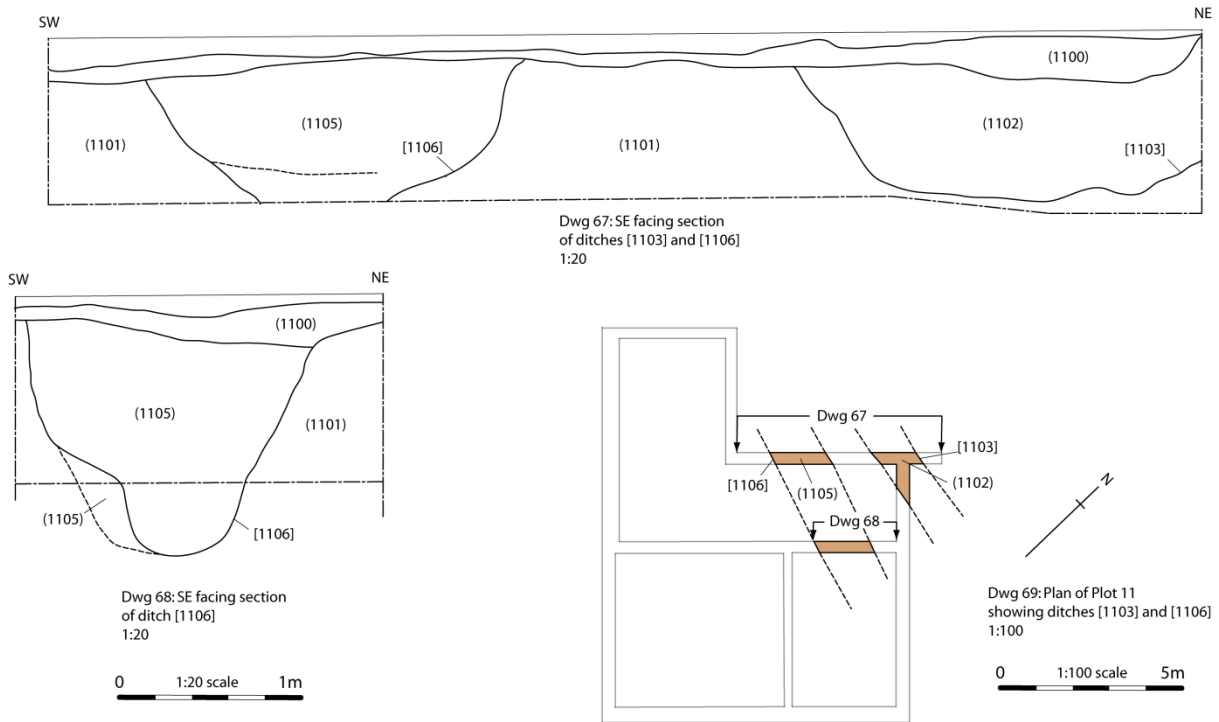 SW
NE
(1100)
(1105)
(1102)
(1101)
[1106]
(1101)
[1103]
Dwg 67: SE facing section
of ditches [1103] and [1106]
1:20
SW
NE
(1100)
(1105)
(1101)
(1105)
[1106]
Dwg 68: SE facing section
of ditch [1106]
1:20
0 1:20 scale 1m
Dwg 67
[1103]
[1106]
(1105)
(1102)
Dwg 68
N
Dwg 69: Plan of Plot 11
showing ditches [1103] and [1106]
1:100
0 1:100 scale 5m